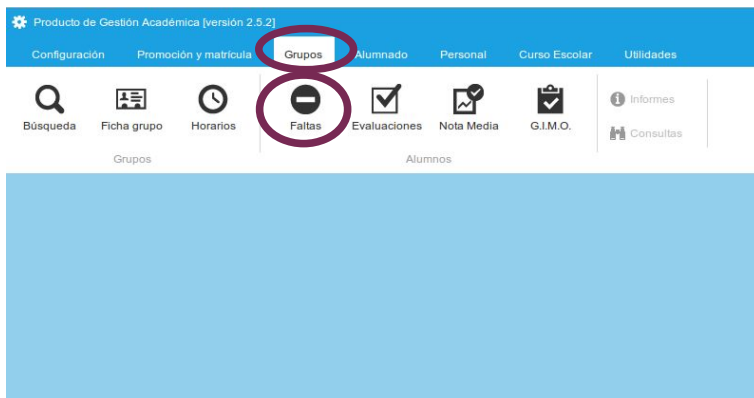 Producto de Gestión Académica [versión 2.5.2]
Configuración Promoción y matrícula Grupos Alumnado Personal Curso Escolar Utilidades
Búsqueda Ficha grupo Horarios Faltas Evaluaciones Nota Media G.I.M.O. Informes
Consultas
Grupos Alumnos